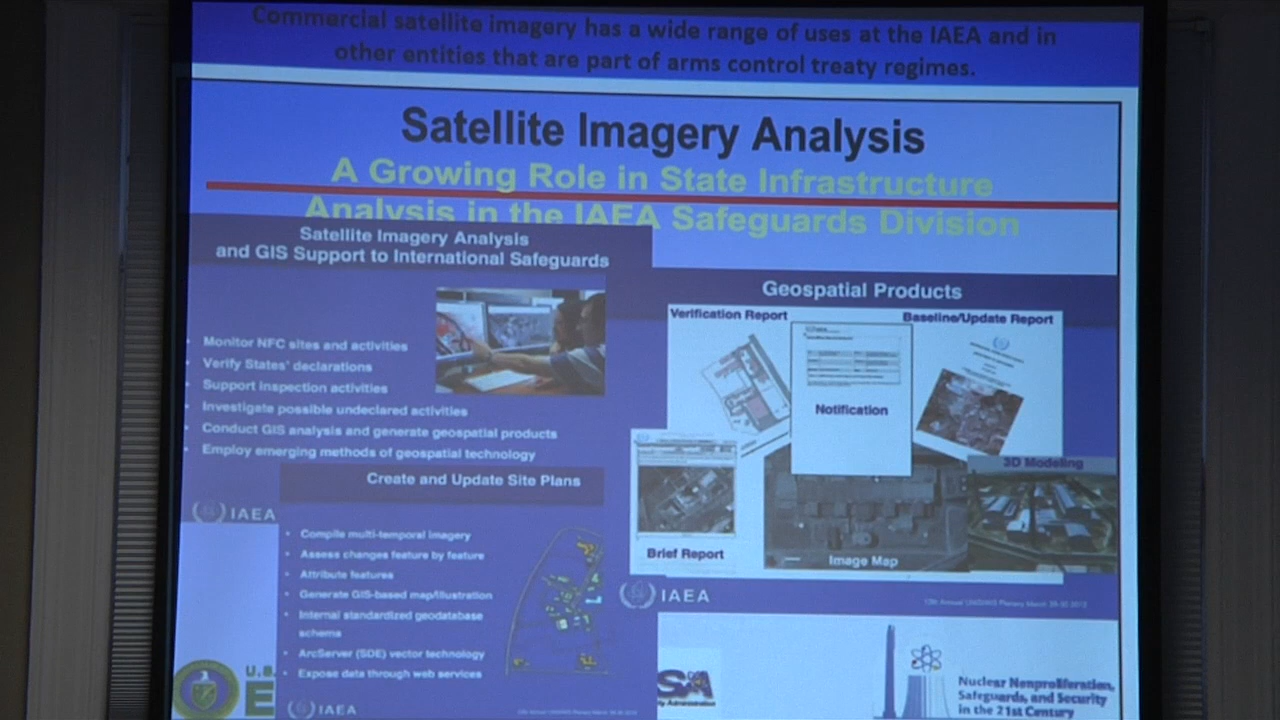 Commercial satellite imagery has a wide range of uses at the IAEA and in
other entities that are part of arms control treaty regimes.
Satellite Imagery Analysis
A Growing Role in State Infrastructure
Analysis in the IAEA Safeguards Division
Satellite Imagery Analysis
and GIS Support to International Safeguards
• Monitor NFC sites and activities
• Verify States' declarations
• Support inspection activities
• Investigate possible undeclared activities
• Conduct GIS analysis and generate geospatial products
• Employ emerging methods of geospatial technology
IAEA
Create and Update Site Plans
• Compile multi-temporal imagery
• Assess changes feature by feature
• Attribute features
• Generate GIS-based map/illustration
• Internal standardized geodatabase
schema
• ArcServer (SDE) vector technology
• Expose data through web services
IAEA
Geospatial Products
Verification Report
Baseline/Update Report
Notification
3D Modeling
Brief Report
Image Map
IAEA
U.S.
E
SA
Nuclear Nonproliferation,
Safeguards, and Security
in the 21st Century